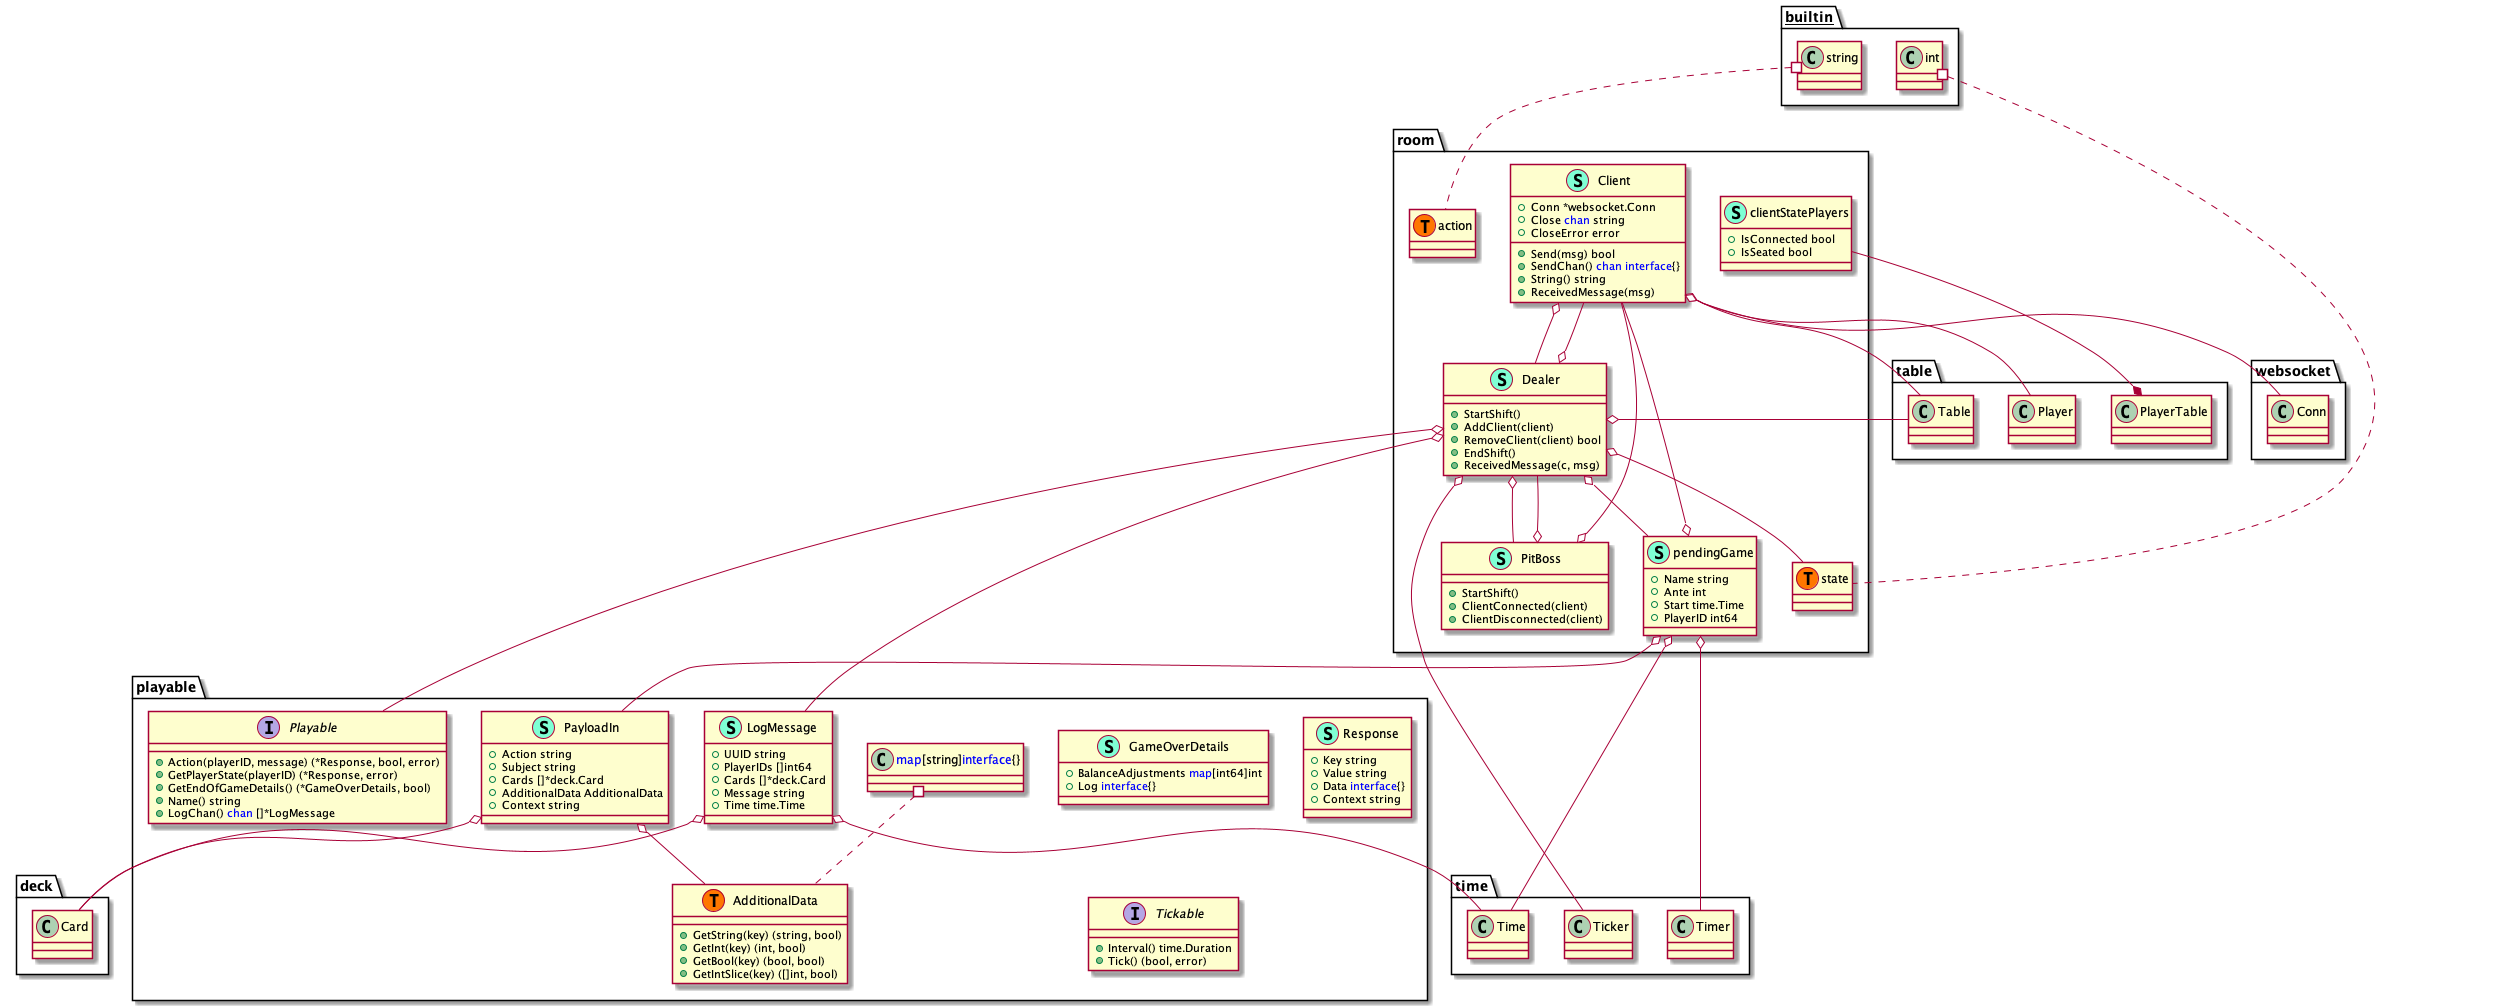 builtin
C string
C int
room
S Client
Conn *websocket.Conn
Close chan string
CloseError error
Send(msg) bool
SendChan() chan interface{}
String() string
ReceivedMessage(msg)
S clientStatePlayers
IsConnected bool
IsSeated bool
T action
S Dealer
StartShift()
AddClient(client)
RemoveClient(client) bool
EndShift()
ReceivedMessage(c, msg)
table
C Table
C Player
C PlayerTable
websocket
C Conn
S PitBoss
StartShift()
ClientConnected(client)
ClientDisconnected(client)
S pendingGame
Name string
Ante int
Start time.Time
PlayerID int64
T state
playable
I Playable
Action(playerID, message) (*Response, bool, error)
GetPlayerState(playerID) (*Response, error)
GetEndOfGameDetails() (*GameOverDetails, bool)
Name() string
LogChan() chan []*LogMessage
S PayloadIn
Action string
Subject string
Cards []*deck.Card
AdditionalData AdditionalData
Context string
S LogMessage
UUID string
PlayerIDs []int64
Cards []*deck.Card
Message string
Time time.Time
C map[string]interface{}
S GameOverDetails
BalanceAdjustments map[int64]int
Log interface{}
S Response
Key string
Value string
Data interface{}
Context string
deck
C Card
T AdditionalData
GetString(key) (string, bool)
GetInt(key) (int, bool)
GetBool(key) (bool, bool)
GetIntSlice(key) ([]int, bool)
I Tickable
Interval() time.Duration
Tick() (bool, error)
time
C Time
C Ticker
C Timer